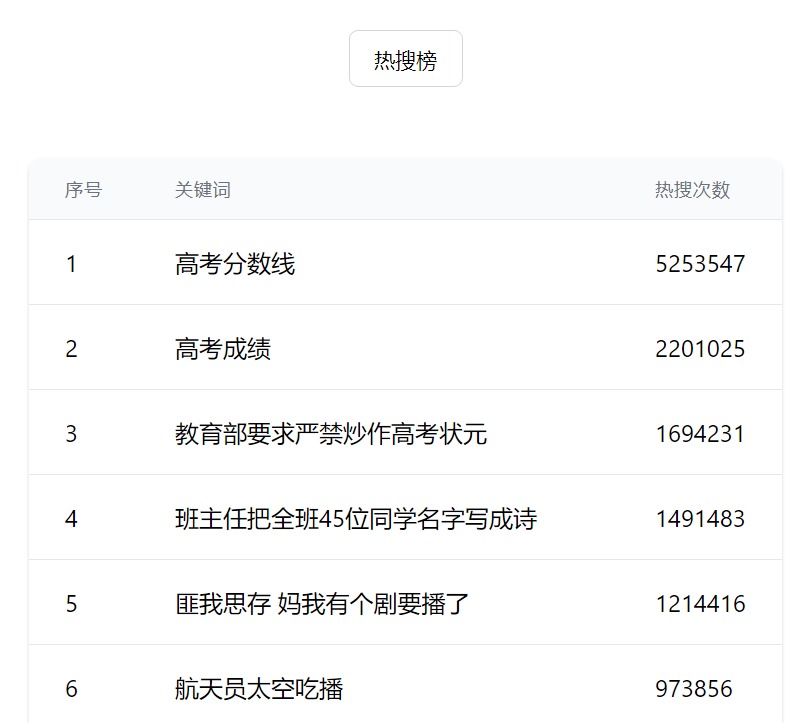 热搜榜
序号 关键词 热搜次数
1 高考分数线 5253547
2 高考成绩 2201025
3 教育部要求严禁炒作高考状元 1694231
4 班主任把全班45位同学名字写成诗 1491483
5 匪我思存 妈我有个剧要播了 1214416
6 航天员太空吃播 973856